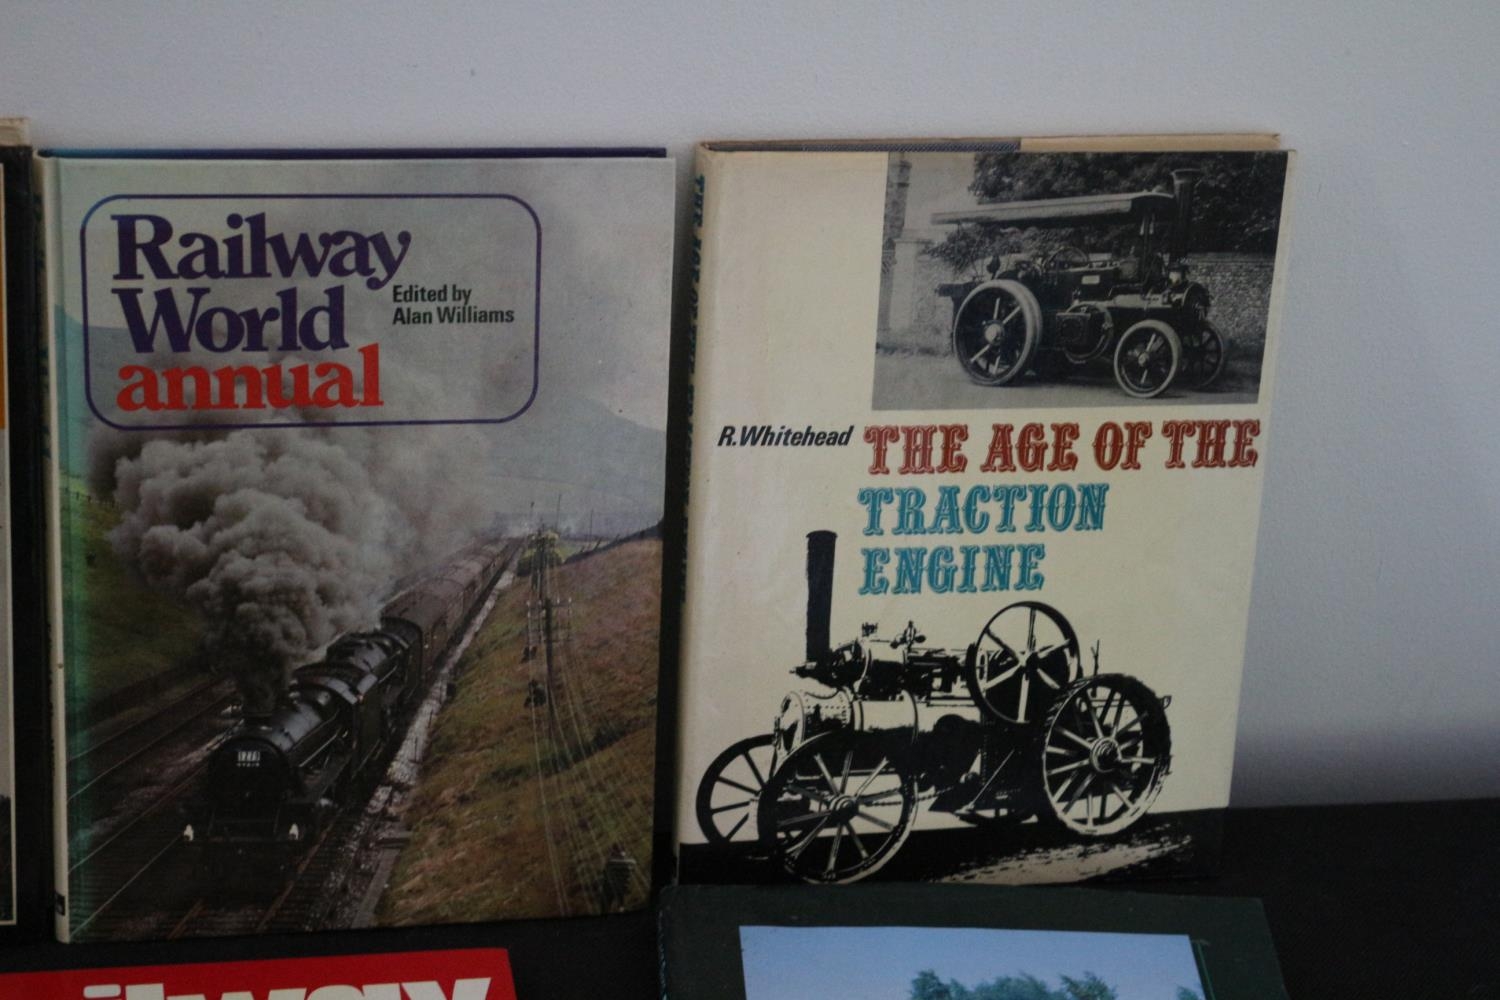 Railway
World
annual
Edited by
Alan Williams
R.Whitehead
THE AGE OF THE
TRACTION
ENGINE